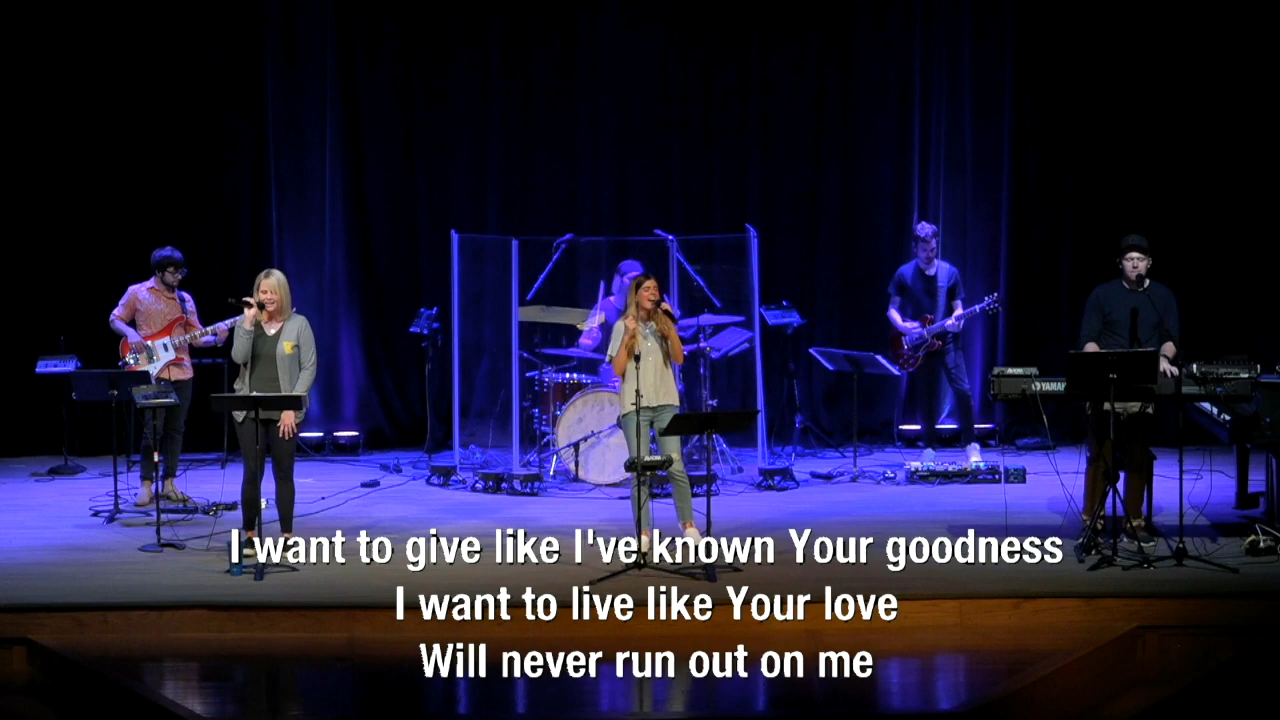 YAMAHA
I want to give like I've known Your goodness
I want to live like Your love
Will never run out on me